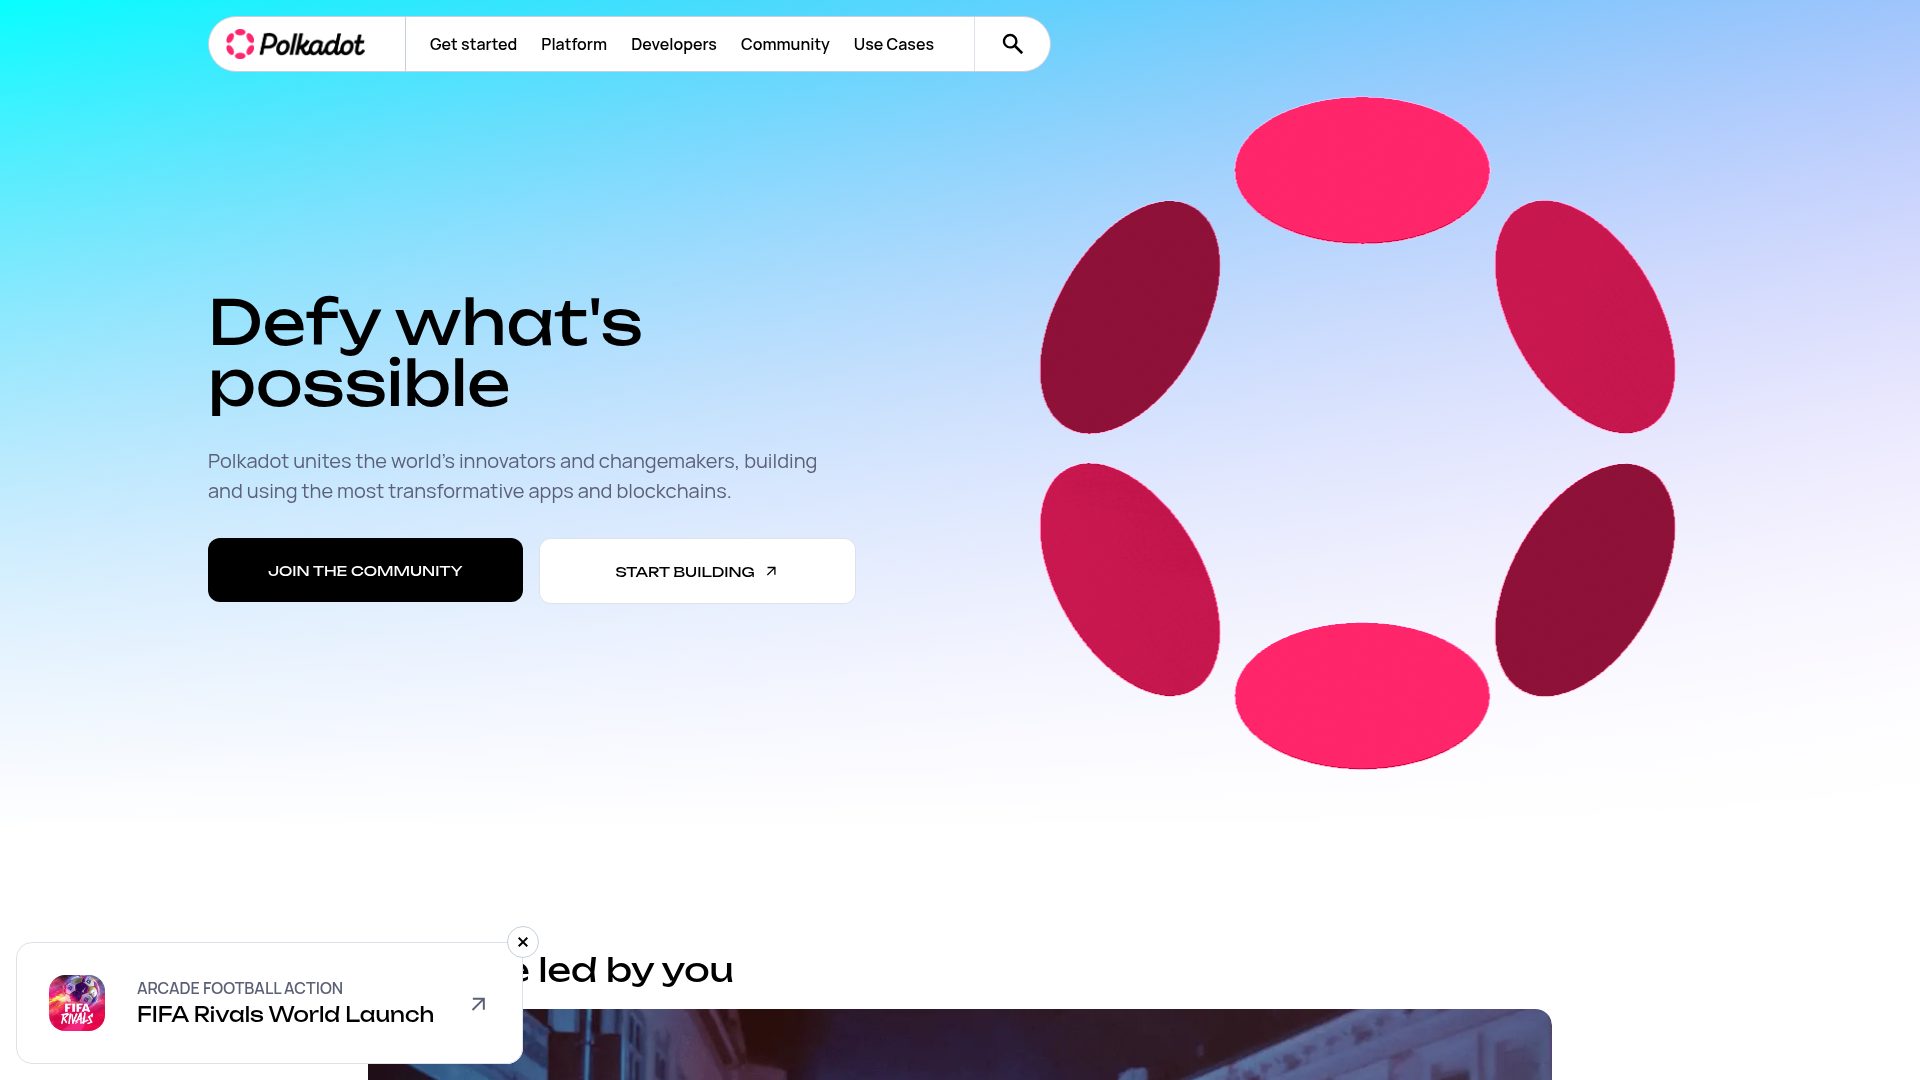 Polkadot
Get started
Platform
Developers
Community
Use Cases
Defy what's
possible
Polkadot unites the world's innovators and changemakers, building
and using the most transformative apps and blockchains.
JOIN THE COMMUNITY
START BUILDING
led by you
ARCADE FOOTBALL ACTION
FIFA Rivals World Launch
FIFA
RIVALS